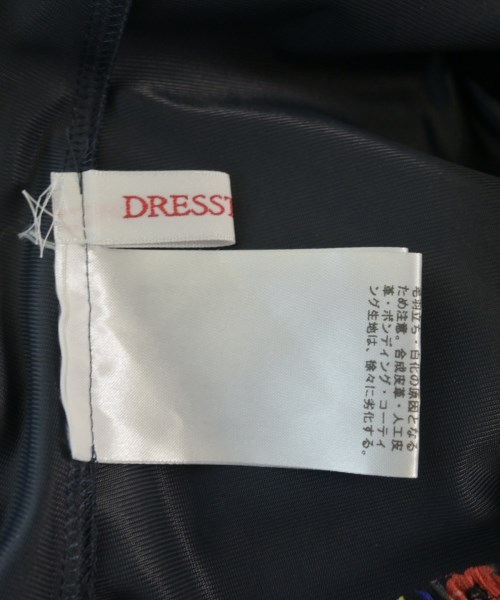 DRESST
毛羽立ち・白化の原因となる
ため注意。合成皮革・人工皮
革・ボンディング・コーティ
ング生地は、徐々に劣化する。